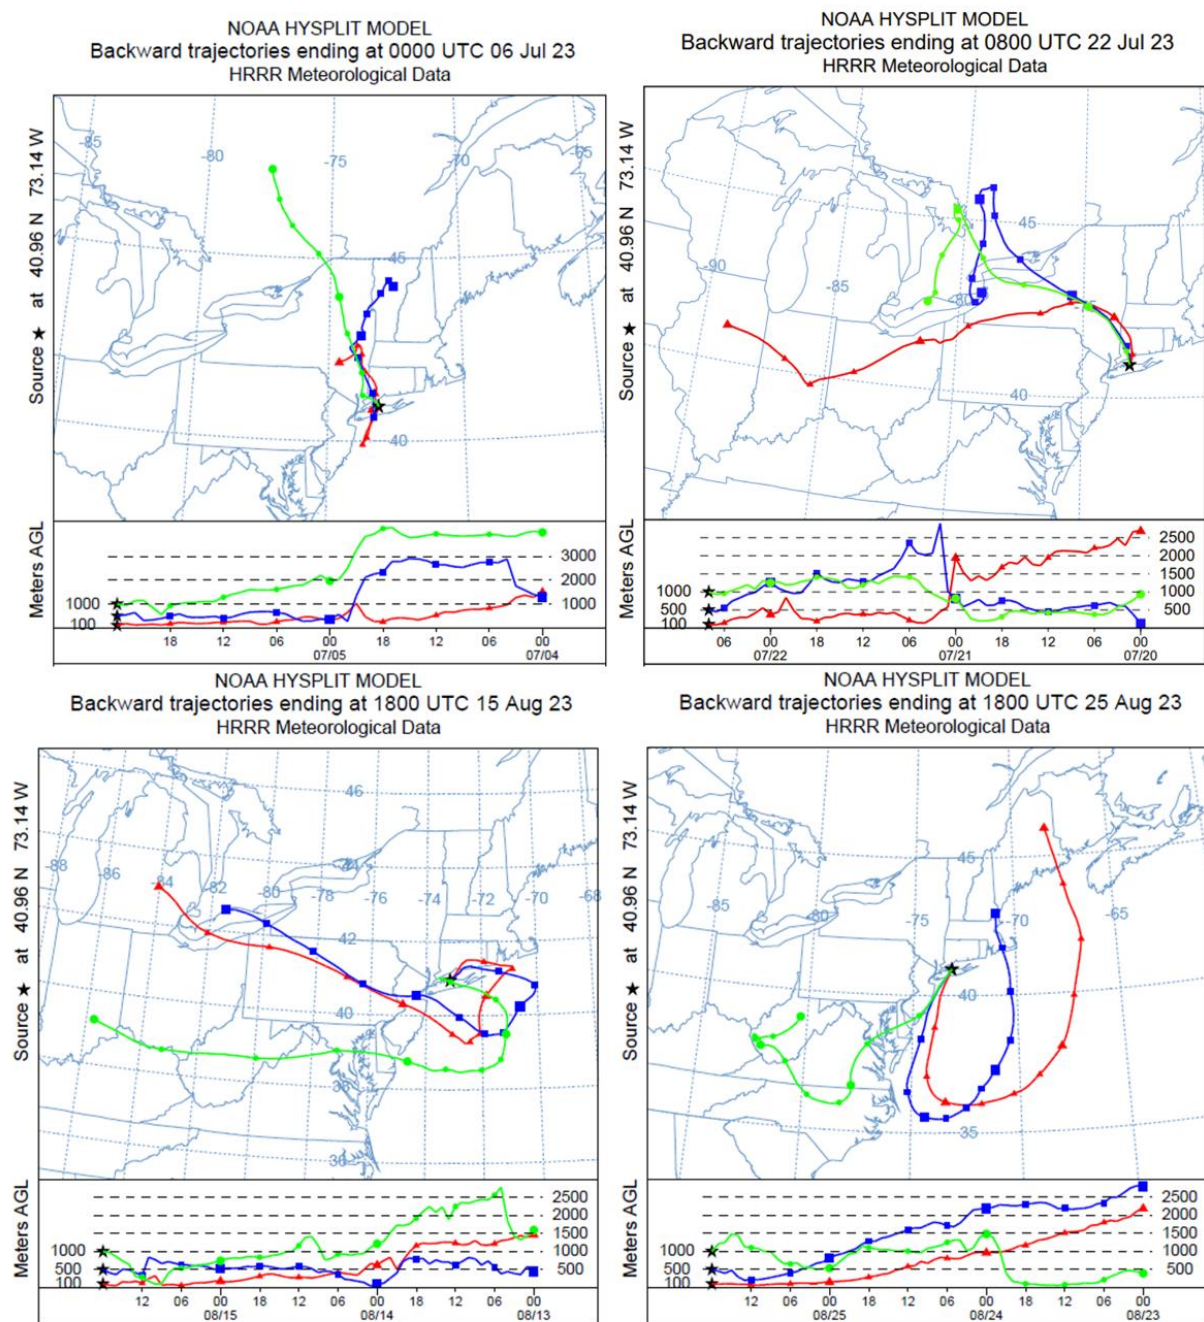 NOAA HYSPLIT MODEL
Backward trajectories ending at 0000 UTC 06 Jul 23
HRRR Meteorological Data
Source ★ at 40.96 N 73.14 W
-85
-80
-75
-70
-65
45
40
Meters AGL
3000
2000
1000
1000
100
18 12 06 00 18 12 06 00
07/05 07/04
NOAA HYSPLIT MODEL
Backward trajectories ending at 0800 UTC 22 Jul 23
HRRR Meteorological Data
Source ★ at 40.96 N 73.14 W
-90
-85
-80
45
40
Meters AGL
2500
2000
1500
1000
500
1000
500
100
06 00 18 12 06 00 18 12 06 00
07/22 07/21 07/20
NOAA HYSPLIT MODEL
Backward trajectories ending at 1800 UTC 15 Aug 23
HRRR Meteorological Data
Source ★ at 40.96 N 73.14 W
46
-88
-86
-84
-82
-80
-78
-76
-74
-72
-70
-68
42
40
36
Meters AGL
2500
2000
1500
1000
500
1000
500
100
12 06 00 18 12 06 00 18 12 06 00
08/15 08/14 08/13
NOAA HYSPLIT MODEL
Backward trajectories ending at 1800 UTC 25 Aug 23
HRRR Meteorological Data
Source ★ at 40.96 N 73.14 W
45
-85
-80
-75
-70
-65
40
35
Meters AGL
2500
2000
1500
1000
500
1000
500
100
12 06 00 18 12 06 00 18 12 06 00
08/25 08/24 08/23